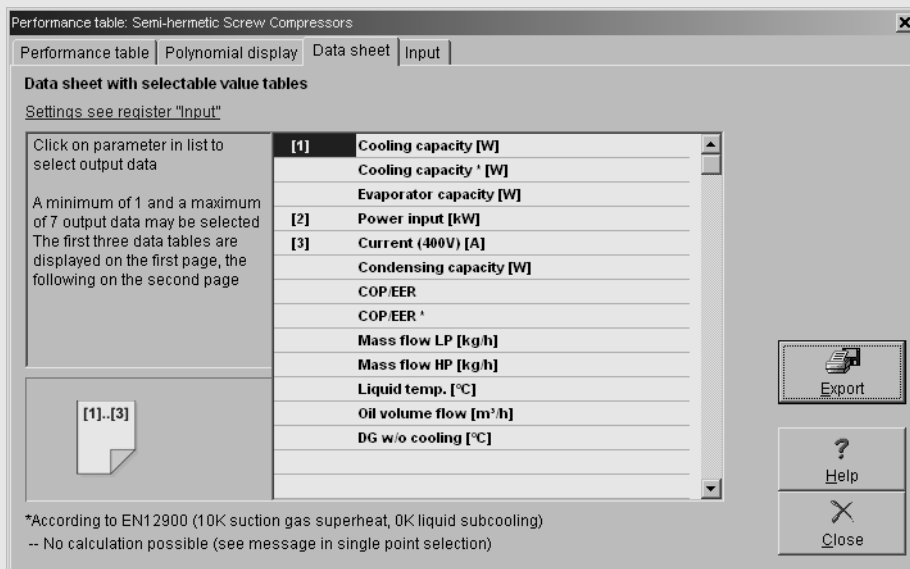 Performance table: Semi-hermetic Screw Compressors
Performance table Polynomial display Data sheet Input
Data sheet with selectable value tables
Settings see register "Input"
Click on parameter in list to
select output data
A minimum of 1 and a maximum
of 7 output data may be selected
The first three data tables are
displayed on the first page, the
following on the second page
[1]..[3]
[1] Cooling capacity [W]
Cooling capacity * [W]
Evaporator capacity [W]
[2] Power input [kW]
[3] Current (400V) [A]
Condensing capacity [W]
COP/EER
COP/EER *
Mass flow LP [kg/h]
Mass flow HP [kg/h]
Liquid temp. [°C]
Oil volume flow [m³/h]
DG w/o cooling [°C]
Export
?
Help
Close
*According to EN12900 (10K suction gas superheat, 0K liquid subcooling)
-- No calculation possible (see message in single point selection)